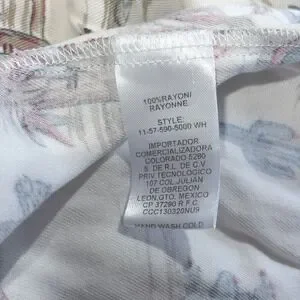 100%RAYON/
RAYONNE
STYLE:
11-57-590-5000 WH
IMPORTADOR
COMERCIALIZADORA
COLORADO 5280
S. DE R.L. DE C.V
PRIV TECNOLOGICO
107 COL.JULIAN
DE OBREGON
LEON,GTO. MEXICO
CP 37290 R.F.C
CCC130320NU9
HAND WASH COLD